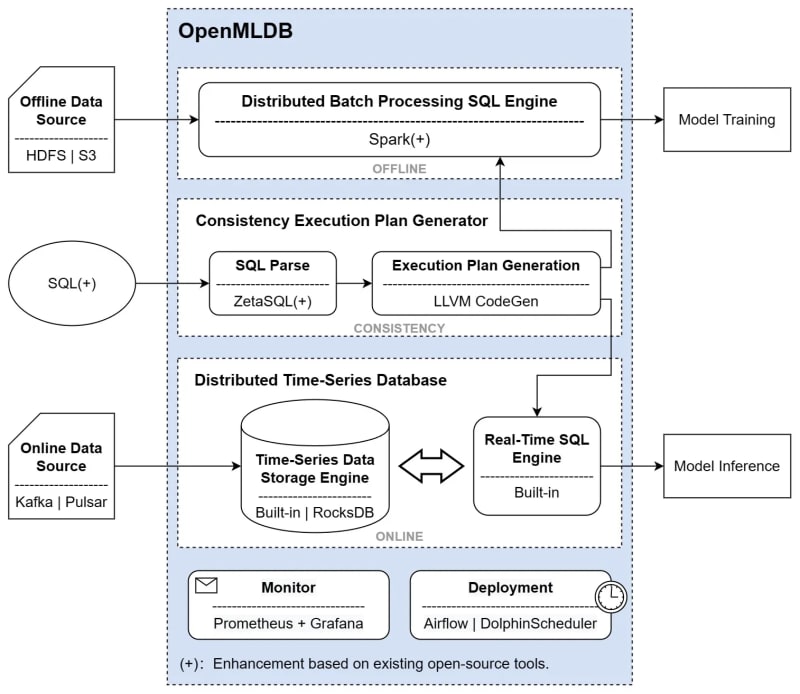 OpenMLDB
Offline Data
Source
HDFS | S3
Distributed Batch Processing SQL Engine
Spark(+)
OFFLINE
Model Training
Consistency Execution Plan Generator
SQL(+)
SQL Parse
ZetaSQL(+)
Execution Plan Generation
LLVM CodeGen
CONSISTENCY
Distributed Time-Series Database
Online Data
Source
Kafka | Pulsar
Time-Series Data
Storage Engine
Built-in | RocksDB
Real-Time SQL
Engine
Built-in
ONLINE
Model Inference
Monitor
Prometheus + Grafana
Deployment
Airflow | DolphinScheduler
(+): Enhancement based on existing open-source tools.